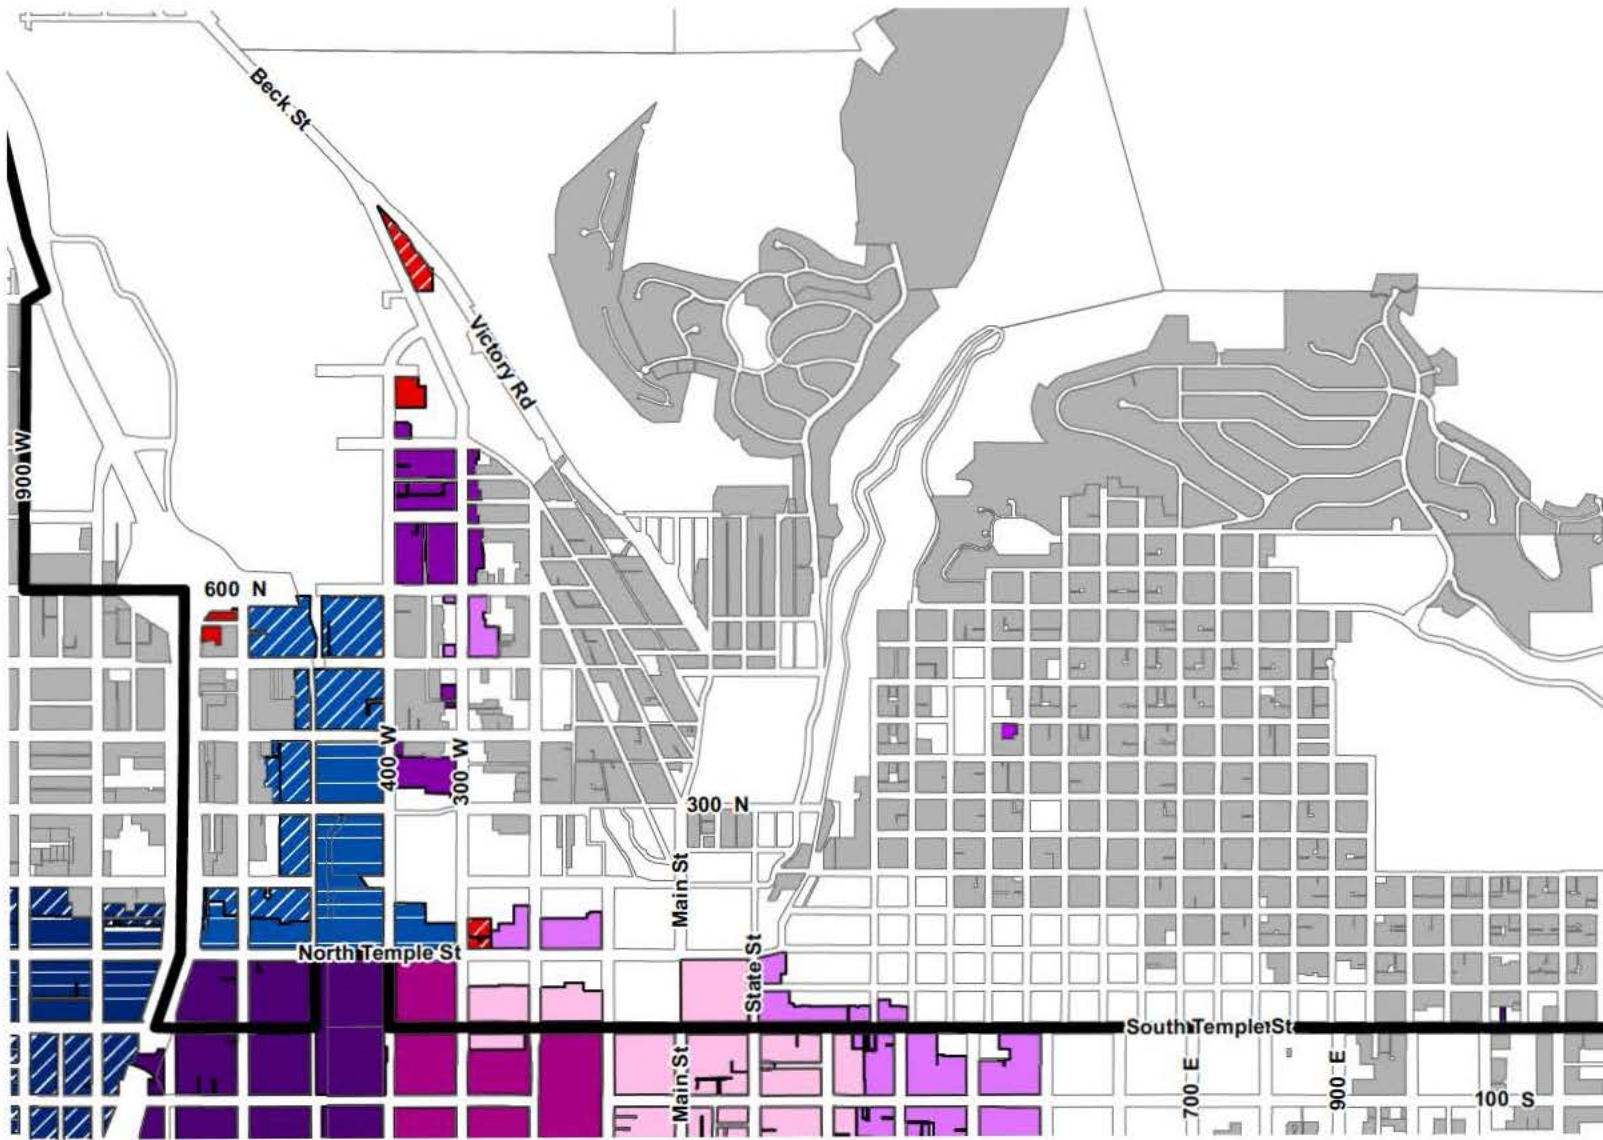 Beck St
Victory Rd
900 W
600 N
400 W
300 W
300 N
Main St
North Temple St
State St
South Temple St
Main St
700 E
900 E
100 S